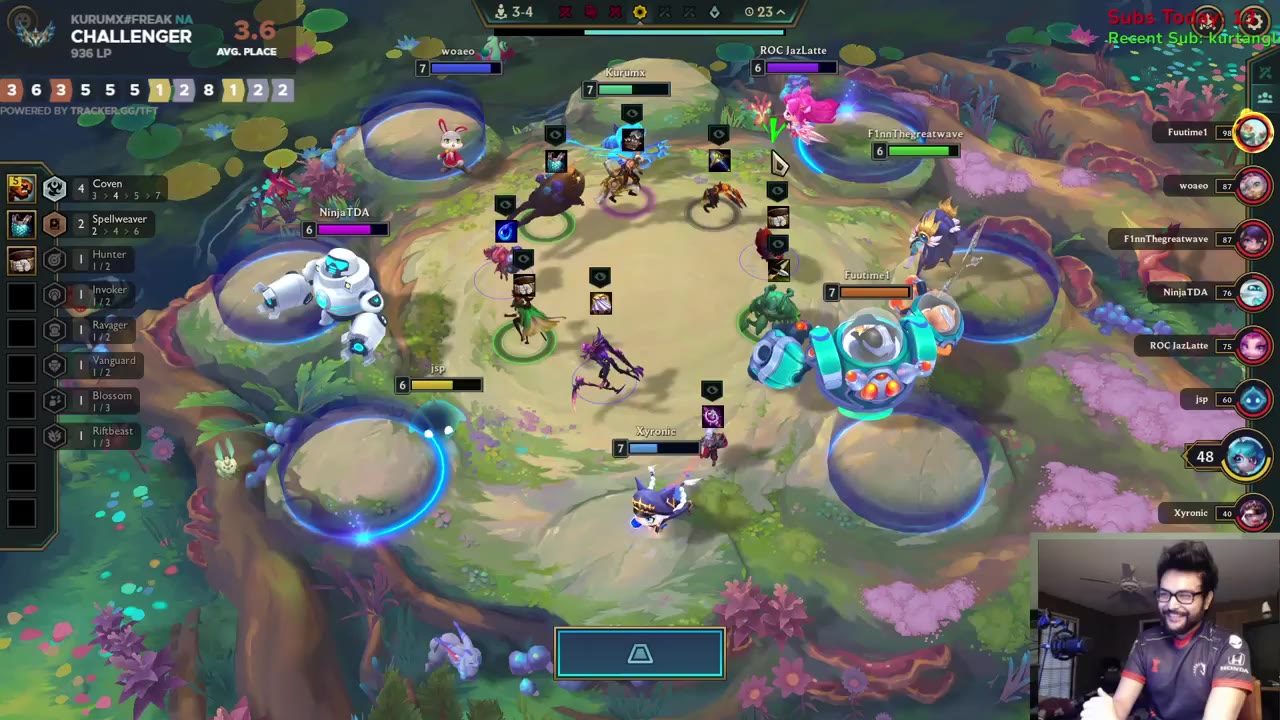 KURUMX#FREAK NA
CHALLENGER
936 LP
3.6
AVG. PLACE
3 6 3 5 5 5 1 2 8 1 2 2
POWERED BY TRACKER.GG/TFT
3-4
23
Subs Today:
Recent Sub: kurtangl
woaeo
7
Kurumx
7
ROC JazLatte
6
F1nnThegreatwave
6
NinjaTDA
6
Fuutime1
7
jsp
6
Xyronic
7
4 Coven
3 > 4 > 5 > 7
2 Spellweaver
2 > 4 > 6
1 Hunter
1 / 2
1 Invoker
1 / 2
1 Ravager
1 / 2
1 Vanguard
1 / 2
1 Blossom
1 / 3
1 Riftbeast
1 / 3
Fuutime1 98
woaeo 87
F1nnThegreatwave 87
NinjaTDA 76
ROC JazLatte 75
jsp 60
48
Xyronic 40
HONDA